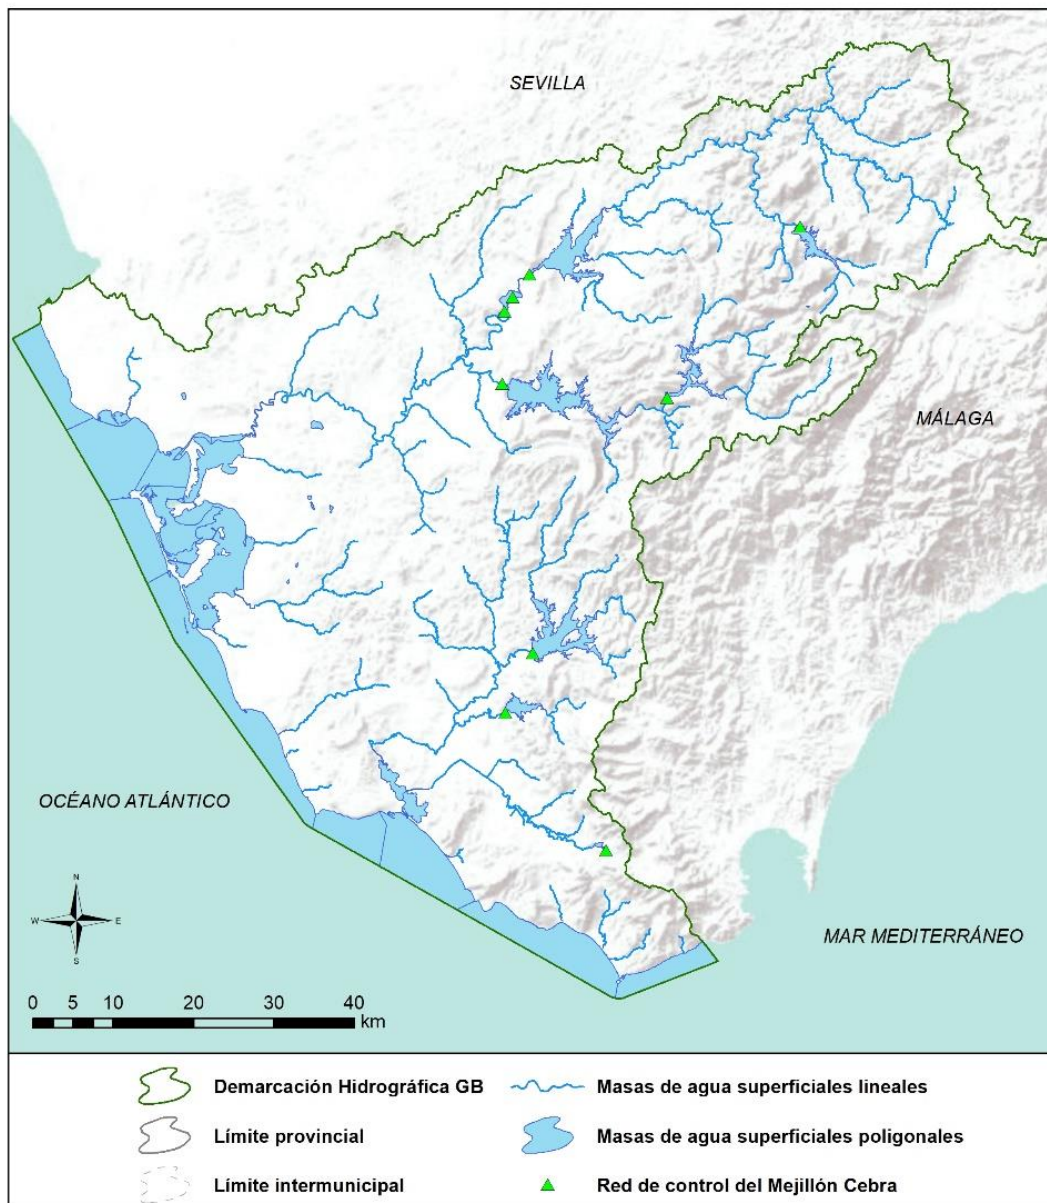 SEVILLA
MÁLAGA
OCÉANO ATLÁNTICO
MAR MEDITERRÁNEO
N
W E
S
0 5 10 20 30 40
km
Demarcación Hidrográfica GB
Masas de agua superficiales lineales
Límite provincial
Masas de agua superficiales poligonales
Límite intermunicipal
Red de control del Mejillón Cebra